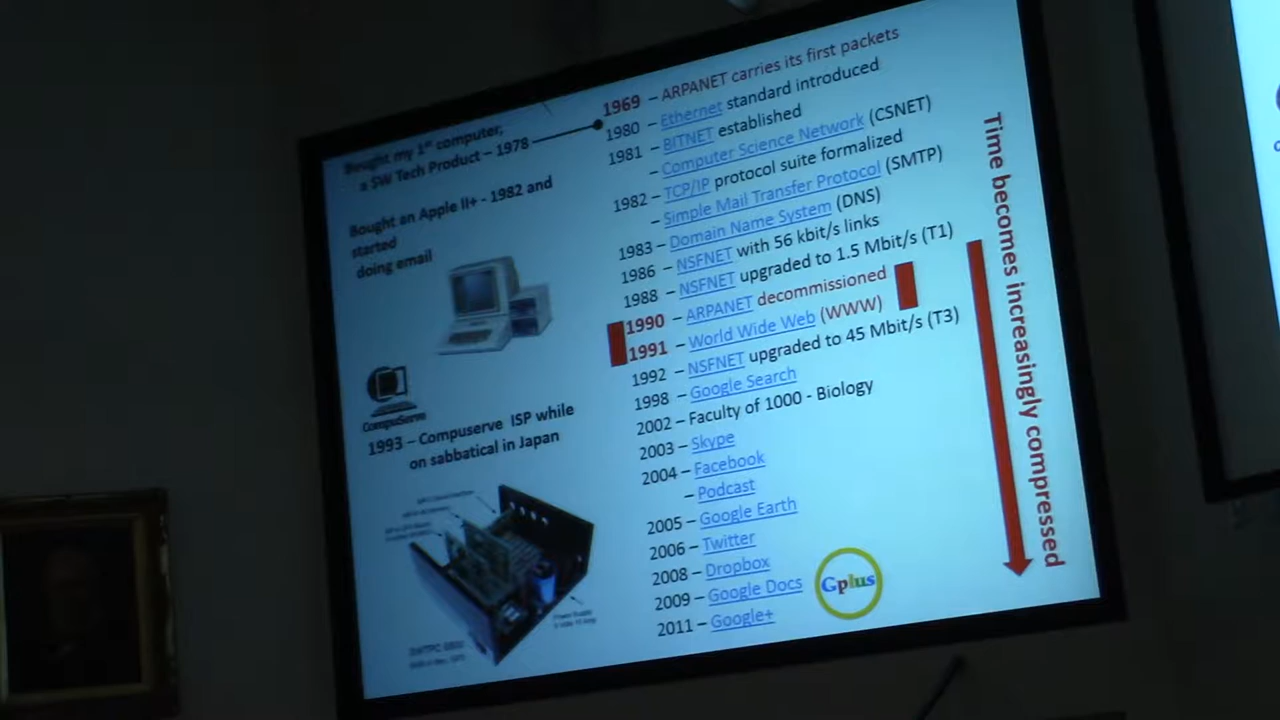 Bought my 1st computer,
a SW Tech Product – 1978
Bought an Apple II+ - 1982 and
started
doing email
CompuServe
1993 – Compuserve ISP while
on sabbatical in Japan
1969 – ARPANET carries its first packets
1980 – Ethernet standard introduced
1981 – BITNET established
– Computer Science Network (CSNET)
1982 – TCP/IP protocol suite formalized
– Simple Mail Transfer Protocol (SMTP)
1983 – Domain Name System (DNS)
1986 – NSFNET with 56 kbit/s links
1988 – NSFNET upgraded to 1.5 Mbit/s (T1)
1990 – ARPANET decommissioned
1991 – World Wide Web (WWW)
1992 – NSFNET upgraded to 45 Mbit/s (T3)
1998 – Google Search
2002 – Faculty of 1000 - Biology
2003 – Skype
2004 – Facebook
– Podcast
2005 – Google Earth
2006 – Twitter
2008 – Dropbox
2009 – Google Docs
2011 – Google+
Gplus
Time becomes increasingly compressed